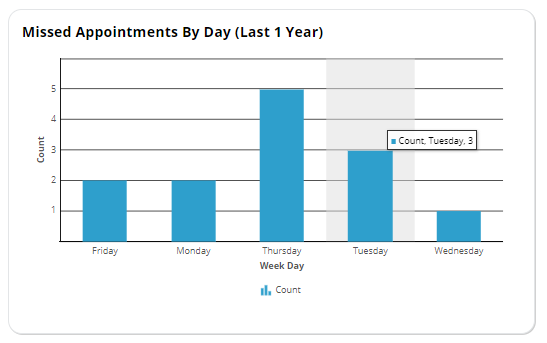 Missed Appointments By Day (Last 1 Year)
5
4
3
2
1
Count
Count, Tuesday, 3
Friday Monday Thursday Tuesday Wednesday
Week Day
Count